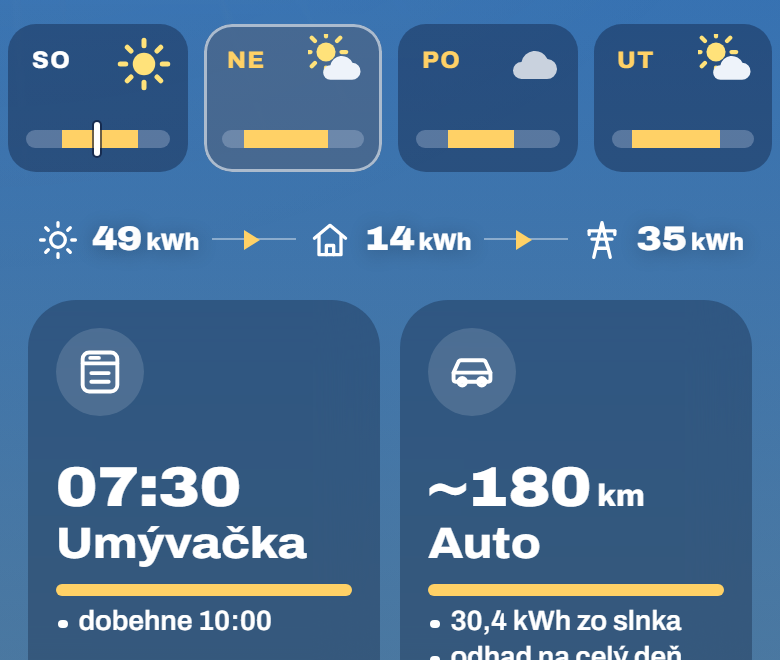 SO NE PO UT
49 kWh 14 kWh 35 kWh
07:30
Umývačka
• dobehne 10:00
~180 km
Auto
• 30,4 kWh zo slnka
• odhad na celý deň